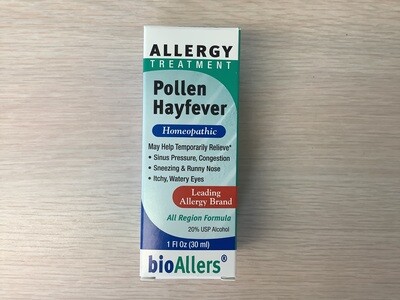 ALLERGY
TREATMENT
Pollen
Hayfever
Homeopathic
May Help Temporarily Relieve*
• Sinus Pressure, Congestion
• Sneezing & Runny Nose
• Itchy, Watery Eyes
Leading
Allergy Brand
All Region Formula
20% USP Alcohol
1 Fl Oz (30 ml)
bioAllers®